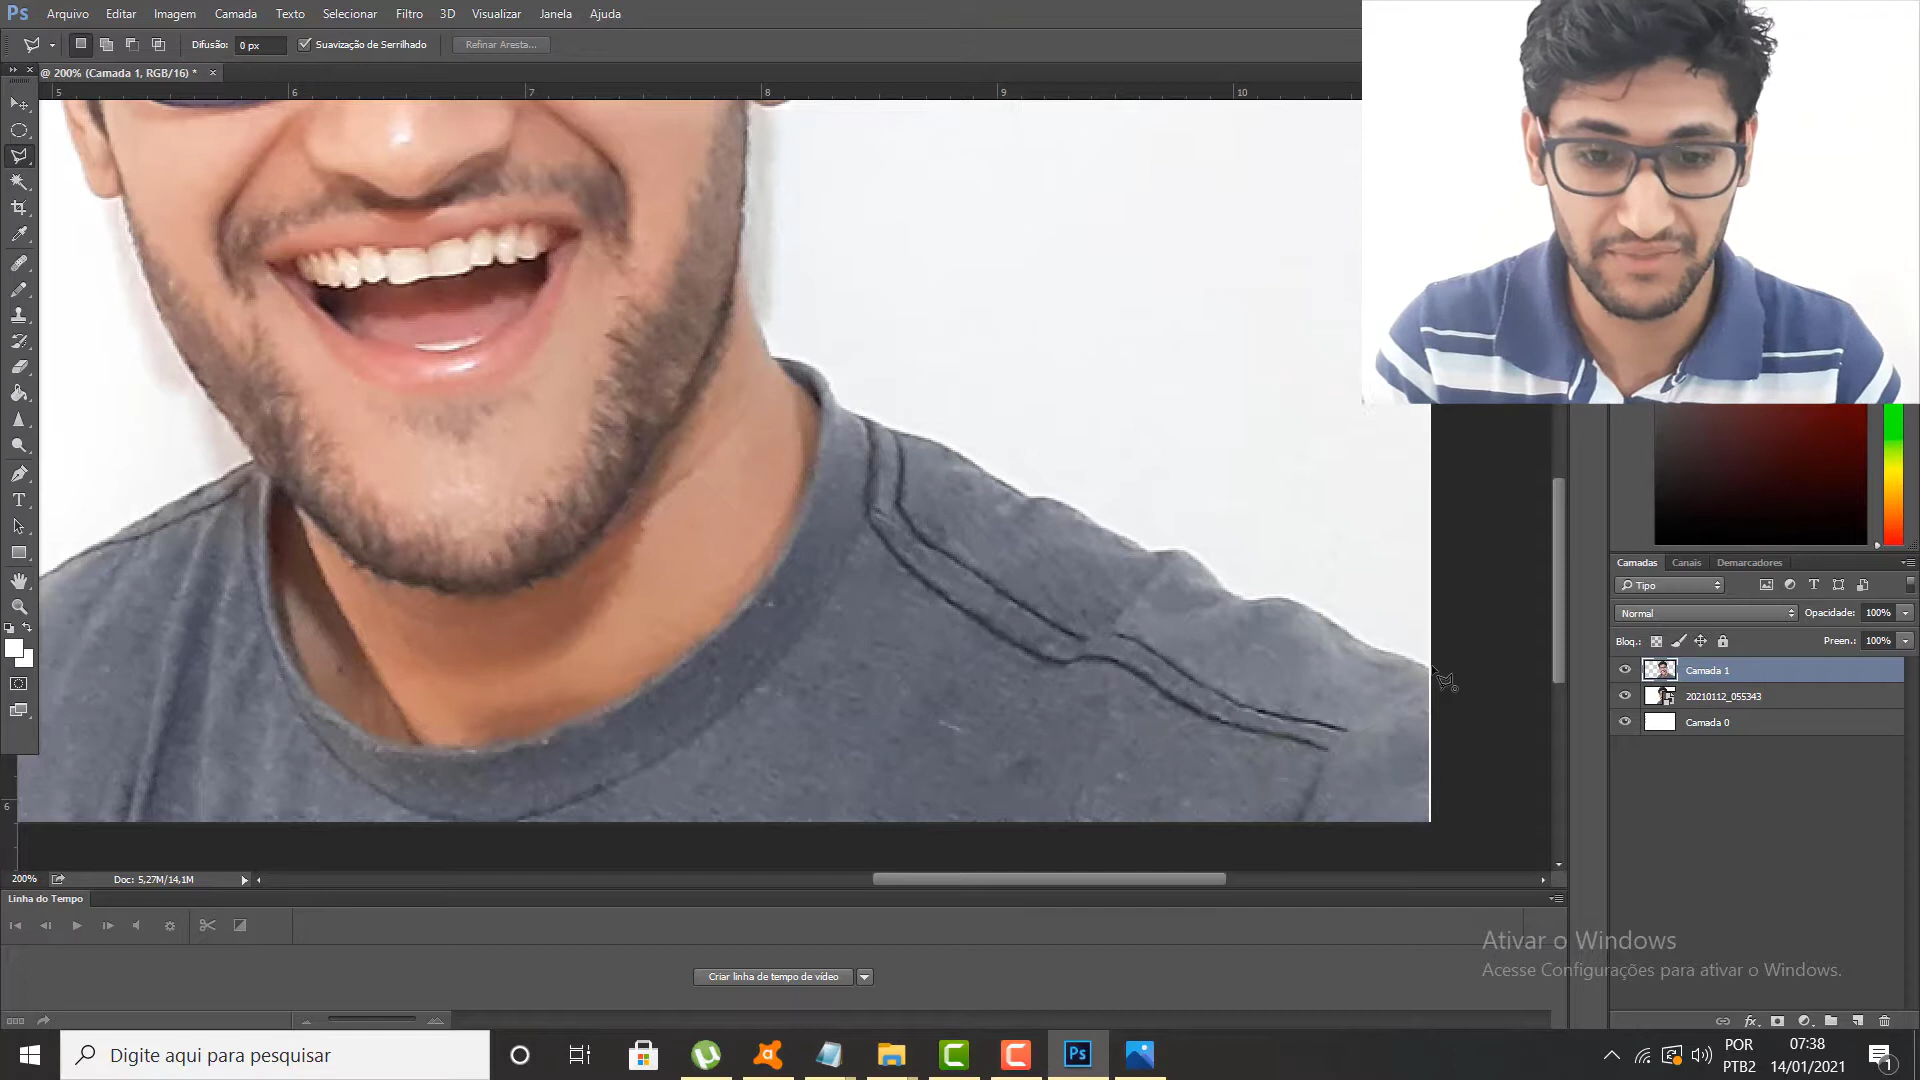 Ps Arquivo Editar Imagem Camada Texto Selecionar Filtro 3D Visualizar Janela Ajuda
Difusão: 0 px Suavização de Serrilhado Refinar Aresta...
@ 200% (Camada 1, RGB/16) * ×
5 6 7 8 9 10
6
200% Doc: 5,27M/14,1M
Linha do Tempo
Criar linha de tempo de vídeo
Camadas Canais Demarcadores
Tipo
Normal Opacidade: 100%
Bloq.: Preen.: 100%
Camada 1
20210112_055343
Camada 0
fx
Ativar o Windows
Acesse Configurações para ativar o Windows.
Digite aqui para pesquisar
Ps
POR
PTB2
07:38
14/01/2021
1